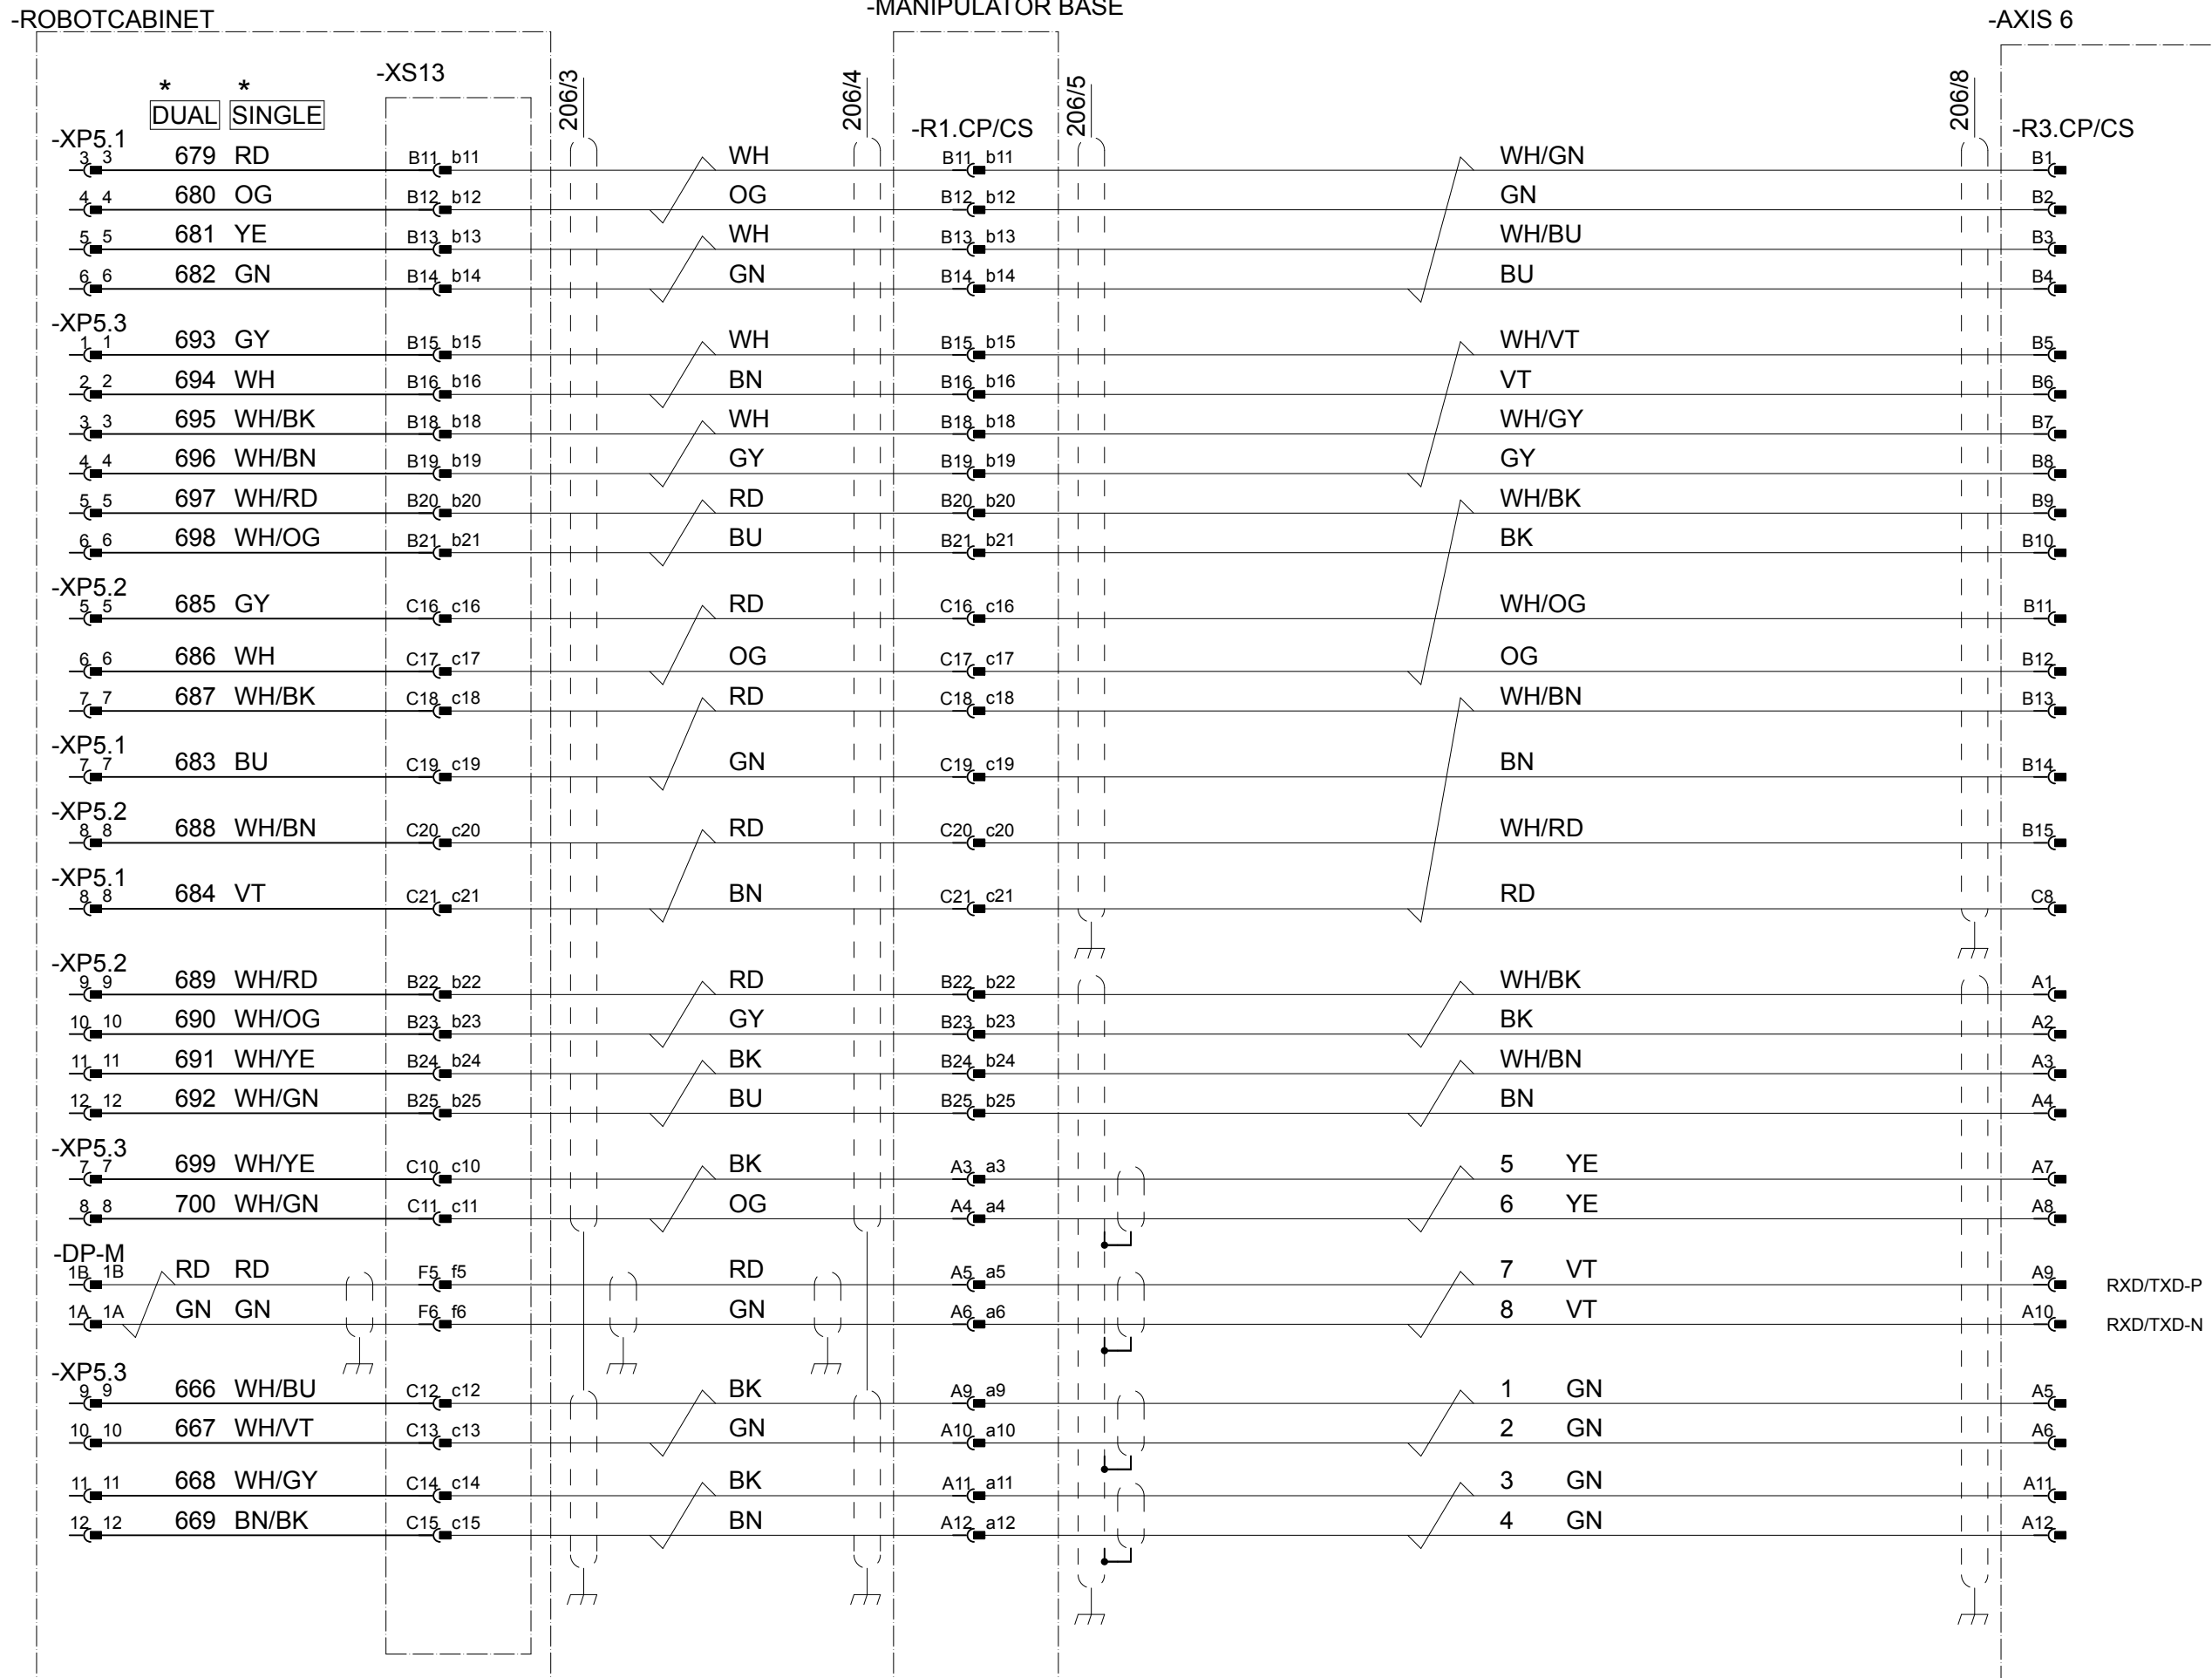 -ROBOTCABINET -MANIPULATOR BASE -AXIS 6
-XS13 206/3 206/4 206/5 206/8
* *
DUAL SINGLE
-XP5.1 -R1.CP/CS -R3.CP/CS
3 3 679 RD B11 b11 WH B11 b11 WH/GN B1
4 4 680 OG B12 b12 OG B12 b12 GN B2
5 5 681 YE B13 b13 WH B13 b13 WH/BU B3
6 6 682 GN B14 b14 GN B14 b14 BU B4
-XP5.3
1 1 693 GY B15 b15 WH B15 b15 WH/VT B5
2 2 694 WH B16 b16 BN B16 b16 VT B6
3 3 695 WH/BK B18 b18 WH B18 b18 WH/GY B7
4 4 696 WH/BN B19 b19 GY B19 b19 GY B8
5 5 697 WH/RD B20 b20 RD B20 b20 WH/BK B9
6 6 698 WH/OG B21 b21 BU B21 b21 BK B10
-XP5.2
5 5 685 GY C16 c16 RD C16 c16 WH/OG B11
6 6 686 WH C17 c17 OG C17 c17 OG B12
7 7 687 WH/BK C18 c18 RD C18 c18 WH/BN B13
-XP5.1
7 7 683 BU C19 c19 GN C19 c19 BN B14
-XP5.2
8 8 688 WH/BN C20 c20 RD C20 c20 WH/RD B15
-XP5.1
8 8 684 VT C21 c21 BN C21 c21 RD C8
-XP5.2
9 9 689 WH/RD B22 b22 RD B22 b22 WH/BK A1
10 10 690 WH/OG B23 b23 GY B23 b23 BK A2
11 11 691 WH/YE B24 b24 BK B24 b24 WH/BN A3
12 12 692 WH/GN B25 b25 BU B25 b25 BN A4
-XP5.3
7 7 699 WH/YE C10 c10 BK A3 a3 5 YE A7
8 8 700 WH/GN C11 c11 OG A4 a4 6 YE A8
-DP-M
1B 1B RD RD F5 f5 RD A5 a5 7 VT A9 RXD/TXD-P
1A 1A GN GN F6 f6 GN A6 a6 8 VT A10 RXD/TXD-N
-XP5.3
9 9 666 WH/BU C12 c12 BK A9 a9 1 GN A5
10 10 667 WH/VT C13 c13 GN A10 a10 2 GN A6
11 11 668 WH/GY C14 c14 BK A11 a11 3 GN A11
12 12 669 BN/BK C15 c15 BN A12 a12 4 GN A12